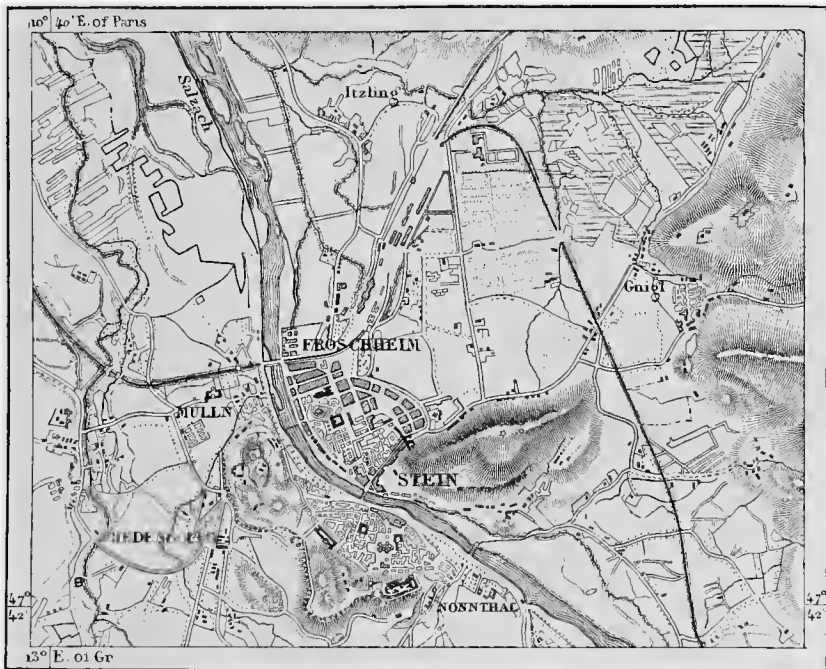 10° 40' E. of Paris
Salzach
Itzling
Gnigl
FROSCHHEIM
MULLN
STEIN
47°
42'
47°
42'
NONNTHAL
13° E. of Gr